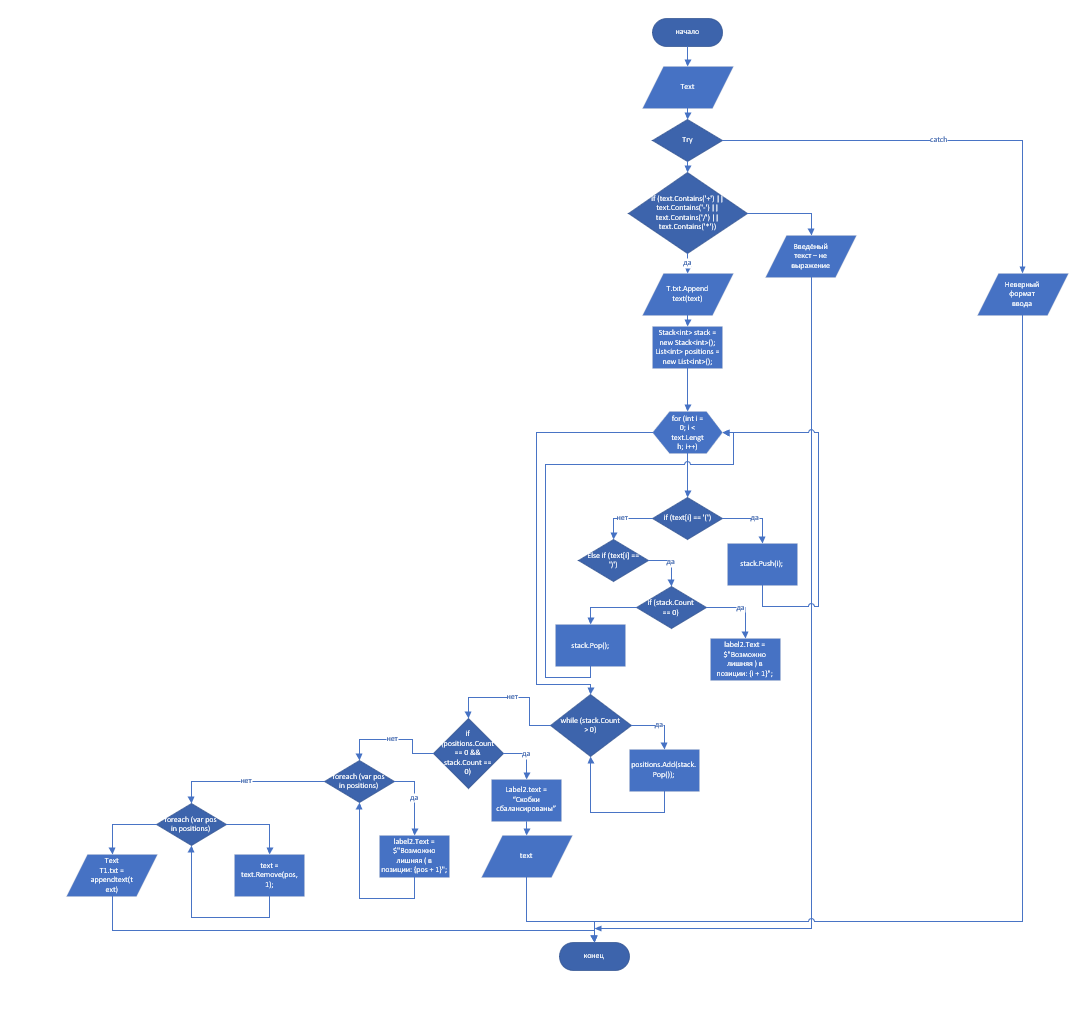 начало
Text
Try
catch
if (text.Contains('+') ||
text.Contains('-') ||
text.Contains('/') ||
text.Contains('*'))
Введёный
текст – не
выражение
да
T.txt.Append
text(text)
Неверный
формат
ввода
Stack<int> stack =
new Stack<int>();
List<int> positions =
new List<int>();
for (int i =
0; i <
text.Lengt
h; i++)
if (text[i] == '(')
нет
да
Else if (text[i] ==
')')
да
stack.Push(i);
if (stack.Count
== 0)
да
stack.Pop();
label2.Text =
$"Возможно
лишняя ) в
позиции: {i + 1}";
while (stack.Count
> 0)
нет
да
positions.Add(stack.
Pop());
if
(positions.Count
== 0 &&
stack.Count ==
0)
нет
да
Label2.text =
"Скобки
сбалансированы"
text
foreach (var pos
in positions)
нет
да
label2.Text =
$"Возможно
лишняя ( в
позиции: {pos + 1}";
foreach (var pos
in positions)
text =
text.Remove(pos,
1);
Text
T1.txt =
appendtext(t
ext)
конец